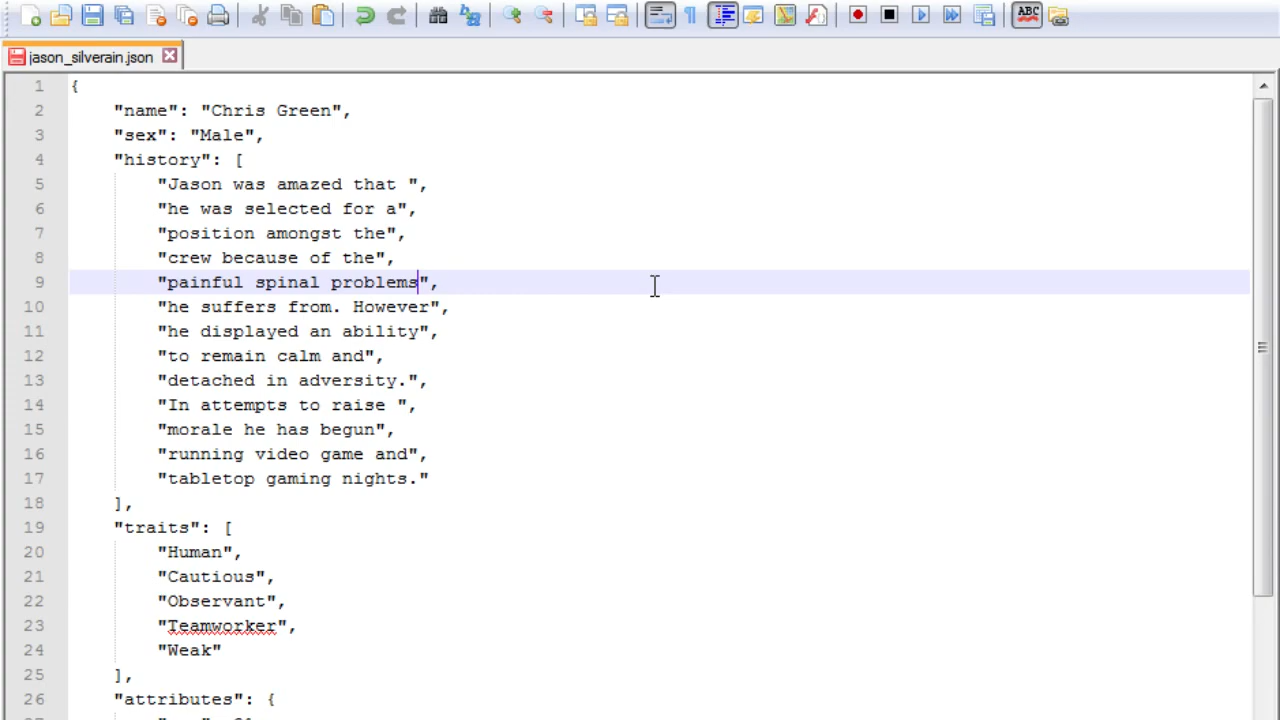 ABC
jason_silverain.json
1 {
2 "name": "Chris Green",
3 "sex": "Male",
4 "history": [
5 "Jason was amazed that ",
6 "he was selected for a",
7 "position amongst the",
8 "crew because of the",
9 "painful spinal problems",
10 "he suffers from. However",
11 "he displayed an ability",
12 "to remain calm and",
13 "detached in adversity.",
14 "In attempts to raise ",
15 "morale he has begun",
16 "running video game and",
17 "tabletop gaming nights."
18 ],
19 "traits": [
20 "Human",
21 "Cautious",
22 "Observant",
23 "Teamworker",
24 "Weak"
25 ],
26 "attributes": {